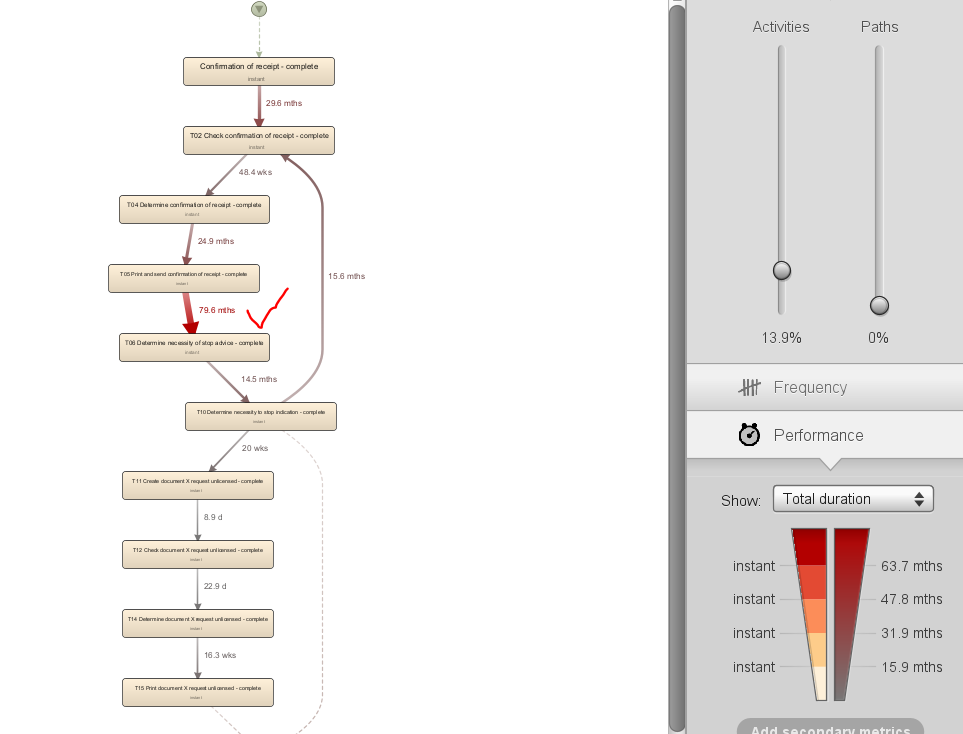 Confirmation of receipt - complete
instant
29.6 mths
T02 Check confirmation of receipt - complete
instant
48.4 wks
T04 Determine confirmation of receipt - complete
instant
24.9 mths
T05 Print and send confirmation of receipt - complete
instant
79.6 mths
T06 Determine necessity of stop advice - complete
instant
15.6 mths
14.5 mths
T10 Determine necessity to stop indication - complete
instant
20 wks
T11 Create document X request unlicensed - complete
instant
8.9 d
T12 Check document X request unlicensed - complete
instant
22.9 d
T14 Determine document X request unlicensed - complete
instant
16.3 wks
T15 Print document X request unlicensed - complete
instant
Activities Paths
13.9% 0%
Frequency
Performance
Show: Total duration
instant 63.7 mths
instant 47.8 mths
instant 31.9 mths
instant 15.9 mths
Add secondary metrics